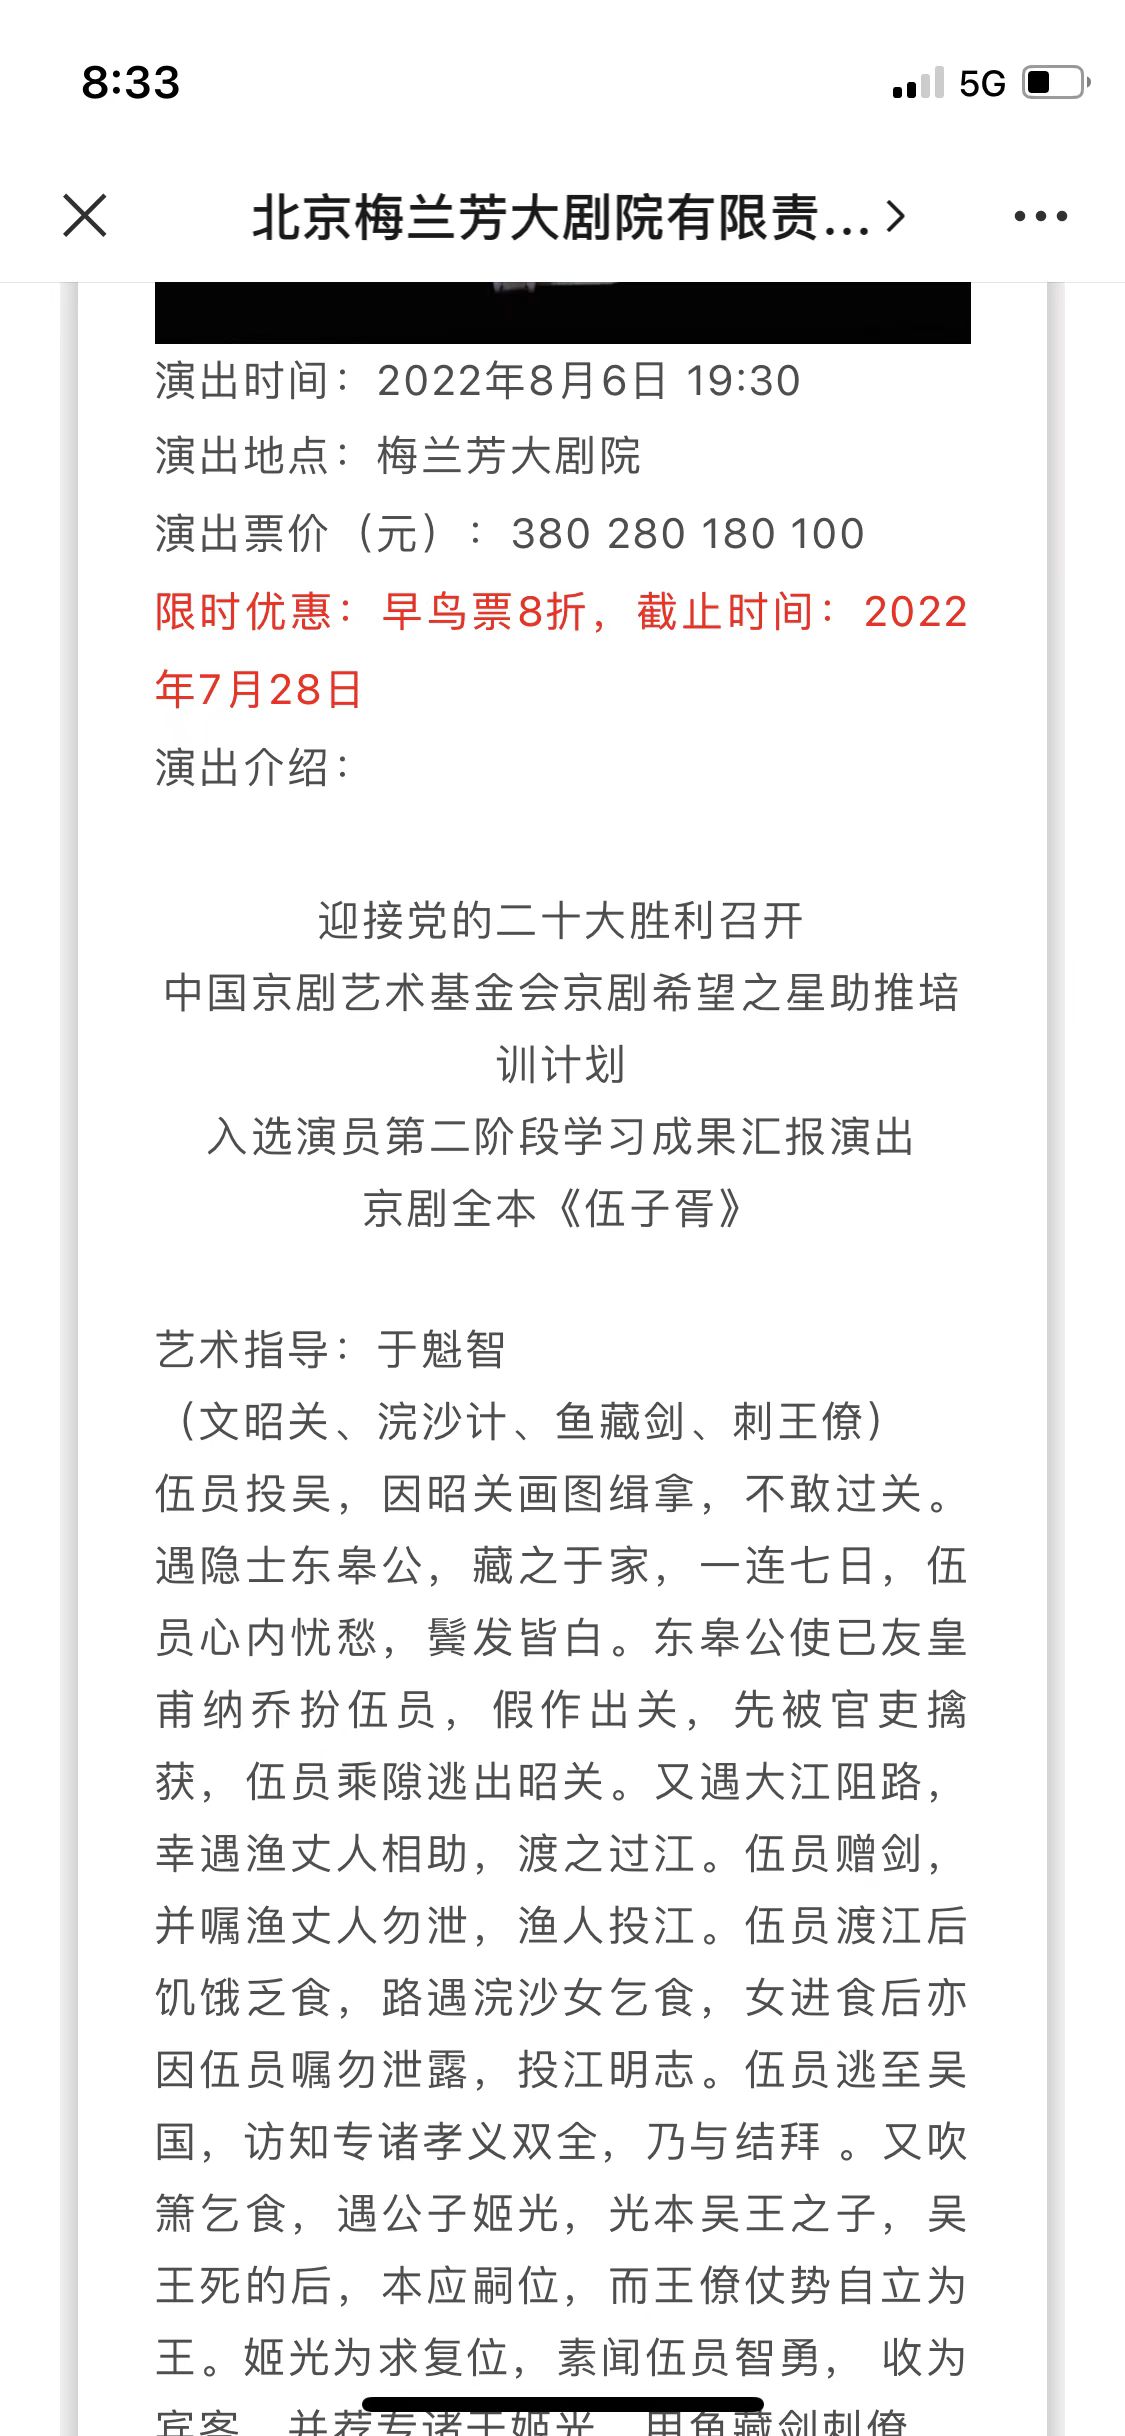 8:33
5G
北京梅兰芳大剧院有限责...
演出时间：2022年8月6日 19:30
演出地点：梅兰芳大剧院
演出票价（元）：380 280 180 100
限时优惠：早鸟票8折，截止时间：2022
年7月28日
演出介绍：
迎接党的二十大胜利召开
中国京剧艺术基金会京剧希望之星助推培
训计划
入选演员第二阶段学习成果汇报演出
京剧全本《伍子胥》
艺术指导：于魁智
（文昭关、浣沙计、鱼藏剑、刺王僚）
伍员投吴，因昭关画图缉拿，不敢过关。
遇隐士东皋公，藏之于家，一连七日，伍
员心内忧愁，鬓发皆白。东皋公使已友皇
甫纳乔扮伍员，假作出关，先被官吏擒
获，伍员乘隙逃出昭关。又遇大江阻路，
幸遇渔丈人相助，渡之过江。伍员赠剑，
并嘱渔丈人勿泄，渔人投江。伍员渡江后
饥饿乏食，路遇浣沙女乞食，女进食后亦
因伍员嘱勿泄露，投江明志。伍员逃至吴
国，访知专诸孝义双全，乃与结拜 。又吹
箫乞食，遇公子姬光，光本吴王之子，吴
王死的后，本应嗣位，而王僚仗势自立为
王。姬光为求复位，素闻伍员智勇， 收为
宾客，并荐专诸于姬光，用鱼藏剑刺僚